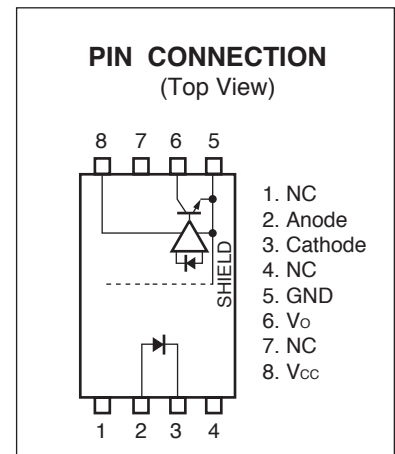 PIN CONNECTION
(Top View)
8 7 6 5
SHIELD
1 2 3 4
1. NC
2. Anode
3. Cathode
4. NC
5. GND
6. Vo
7. NC
8. Vcc